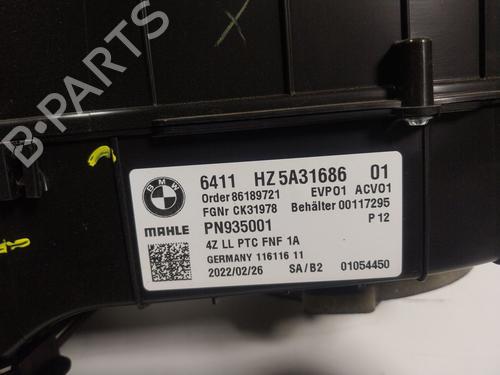 B-PARTS
BMW
6411 HZ 5A31686 01
Order 86189721 EVP01 ACV01
FGNr CK31978 Behälter 00117295
MAHLE PN935001 P 12
4Z LL PTC FNF 1A
GERMANY 116116 11
2022/02/26 SA/B2 01054450